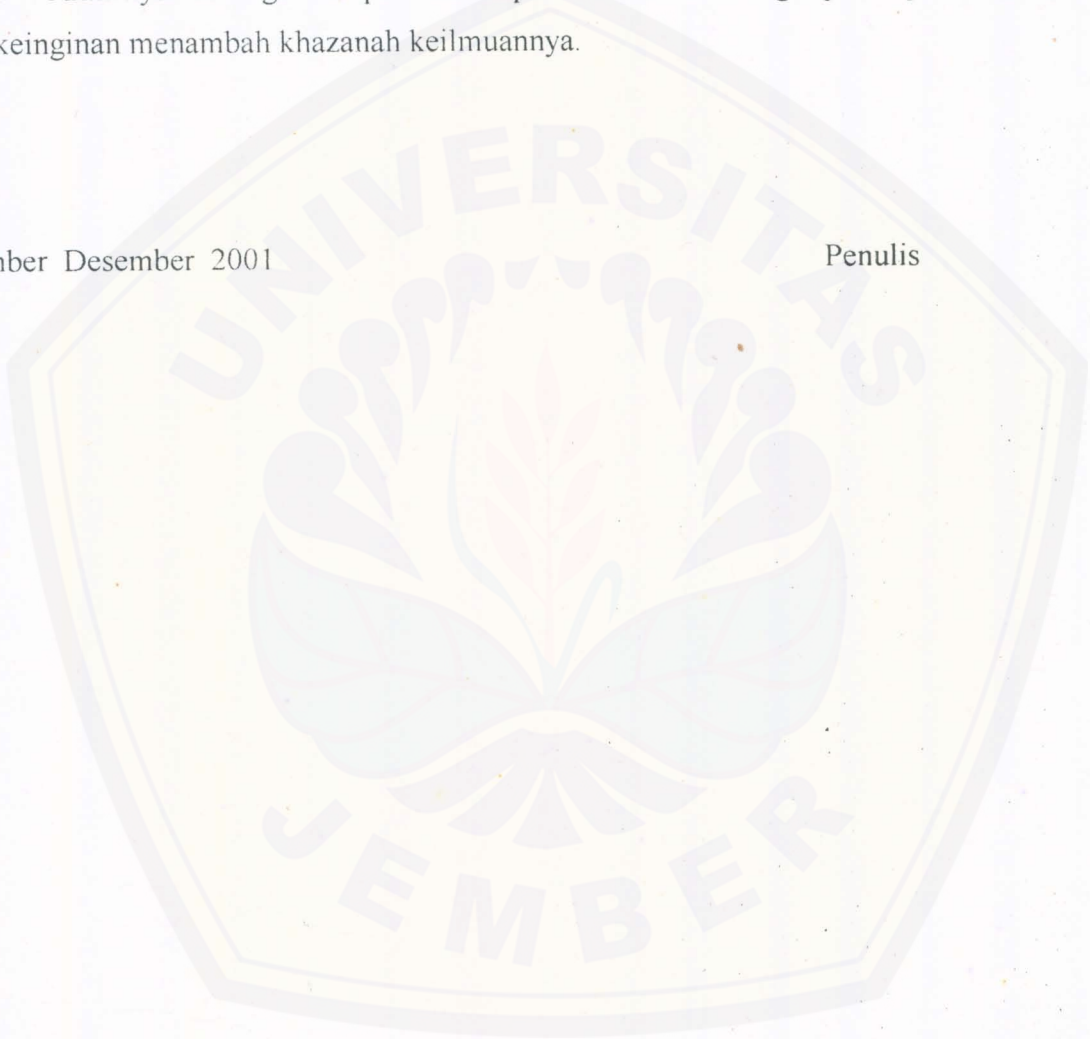 keinginan menambah khazanah keilmuannya.
mber Desember 2001 Penulis
UNIVERSITAS
JEMBER